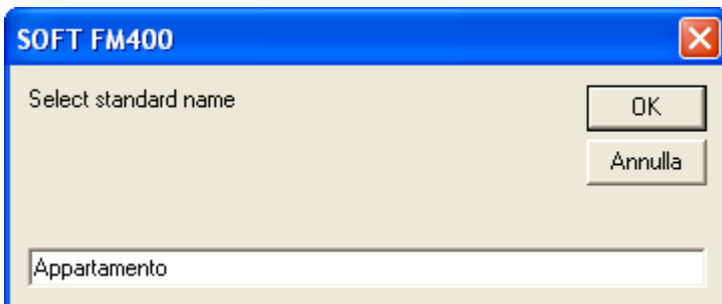 SOFT FM400
Select standard name
OK
Annulla
Appartamento